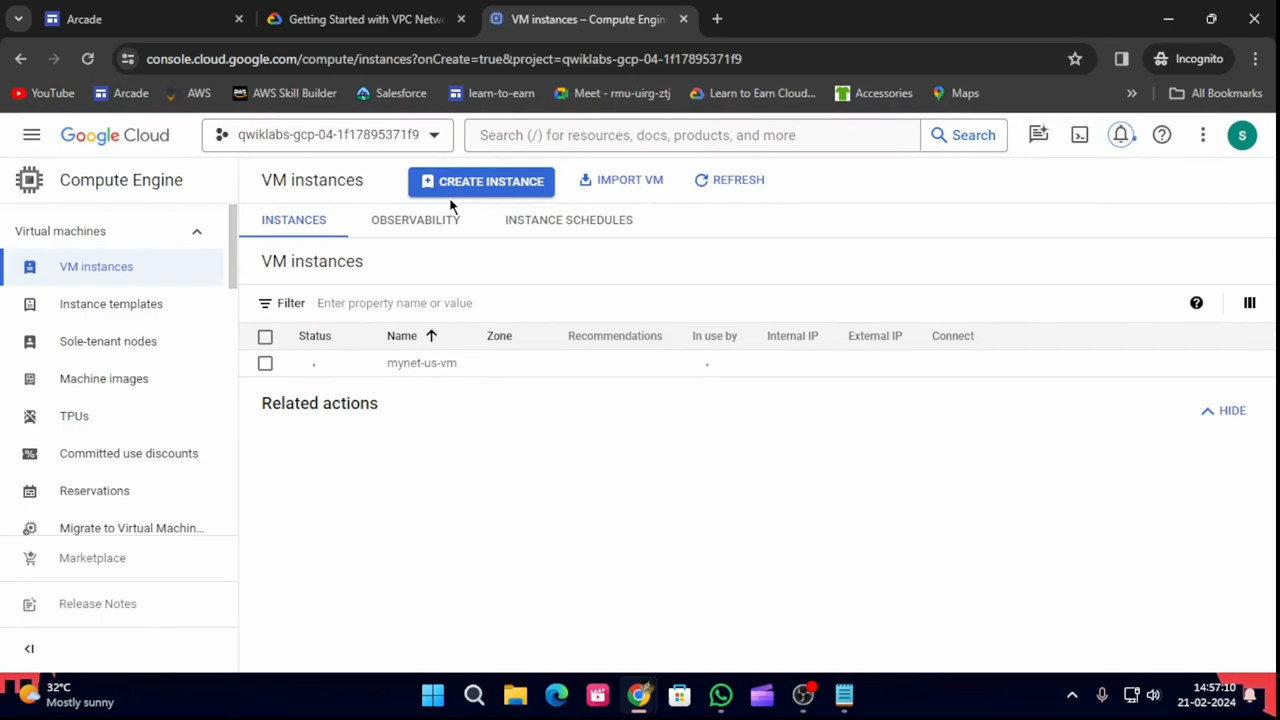 Arcade
Getting Started with VPC Netwo
VM instances – Compute Engin
console.cloud.google.com/compute/instances?onCreate=true&project=qwiklabs-gcp-04-1f17895371f9
Incognito
YouTube
Arcade
AWS
AWS Skill Builder
Salesforce
learn-to-earn
Meet - rmu-uirg-ztj
Learn to Earn Cloud...
Accessories
Maps
All Bookmarks
Google Cloud
qwiklabs-gcp-04-1f17895371f9
Search (/) for resources, docs, products, and more
Search
S
Compute Engine
VM instances
CREATE INSTANCE
IMPORT VM
REFRESH
Virtual machines
INSTANCES
OBSERVABILITY
INSTANCE SCHEDULES
VM instances
VM instances
Instance templates
Sole-tenant nodes
Machine images
TPUs
Committed use discounts
Reservations
Migrate to Virtual Machin...
Marketplace
Release Notes
Filter
Enter property name or value
Status
Name
Zone
Recommendations
In use by
Internal IP
External IP
Connect
mynet-us-vm
Related actions
HIDE
32°C
Mostly sunny
14:57:10
21-02-2024